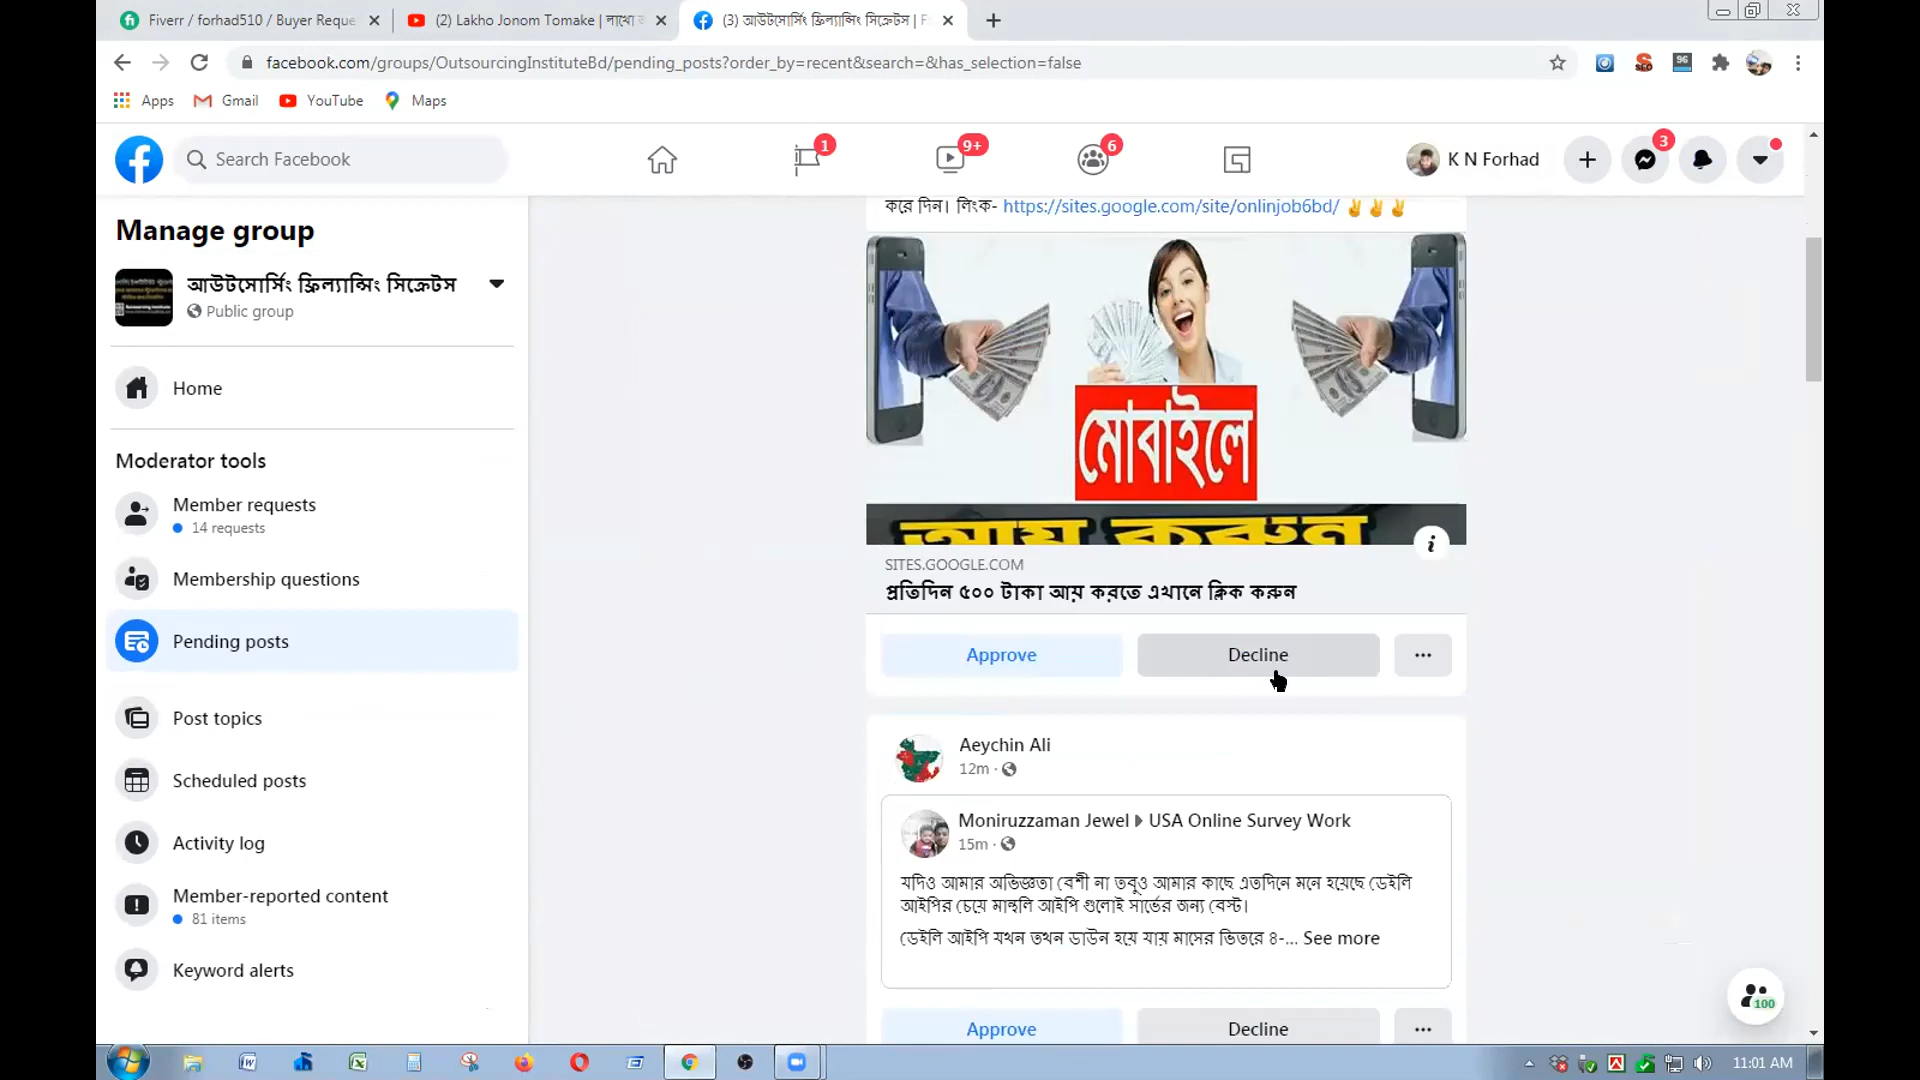 Fiverr / forhad510 / Buyer Reque
(2) Lakho Jonom Tomake | লাখো
(3) আউটসোর্সিং ফ্রিল্যান্সিং সিক্রেটস | F
facebook.com/groups/OutsourcingInstituteBd/pending_posts?order_by=recent&search=&has_selection=false
96
Apps
Gmail
YouTube
Maps
Search Facebook
1
9+
6
K N Forhad
3
Manage group
আউটসোর্সিং ফ্রিল্যান্সিং সিক্রেটস
Public group
Home
Moderator tools
Member requests
14 requests
Membership questions
Pending posts
Post topics
Scheduled posts
Activity log
Member-reported content
81 items
Keyword alerts
করে দিন। লিংক- https://sites.google.com/site/onlinjob6bd/
মোবাইলে
আয় করুন
SITES.GOOGLE.COM
প্রতিদিন ৫০০ টাকা আয় করতে এখানে ক্লিক করুন
Approve
Decline
Aeychin Ali
12m
Moniruzzaman Jewel ▸ USA Online Survey Work
15m
যদিও আমার অভিজ্ঞতা বেশী না তবুও আমার কাছে এতদিনে মনে হয়েছে ডেইলি
আইপির চেয়ে মান্থলি আইপি গুলোই সার্ভের জন্য বেস্ট।
ডেইলি আইপি যখন তখন ডাউন হয়ে যায় মাসের ভিতরে ৪-... See more
Approve
Decline
100
11:01 AM